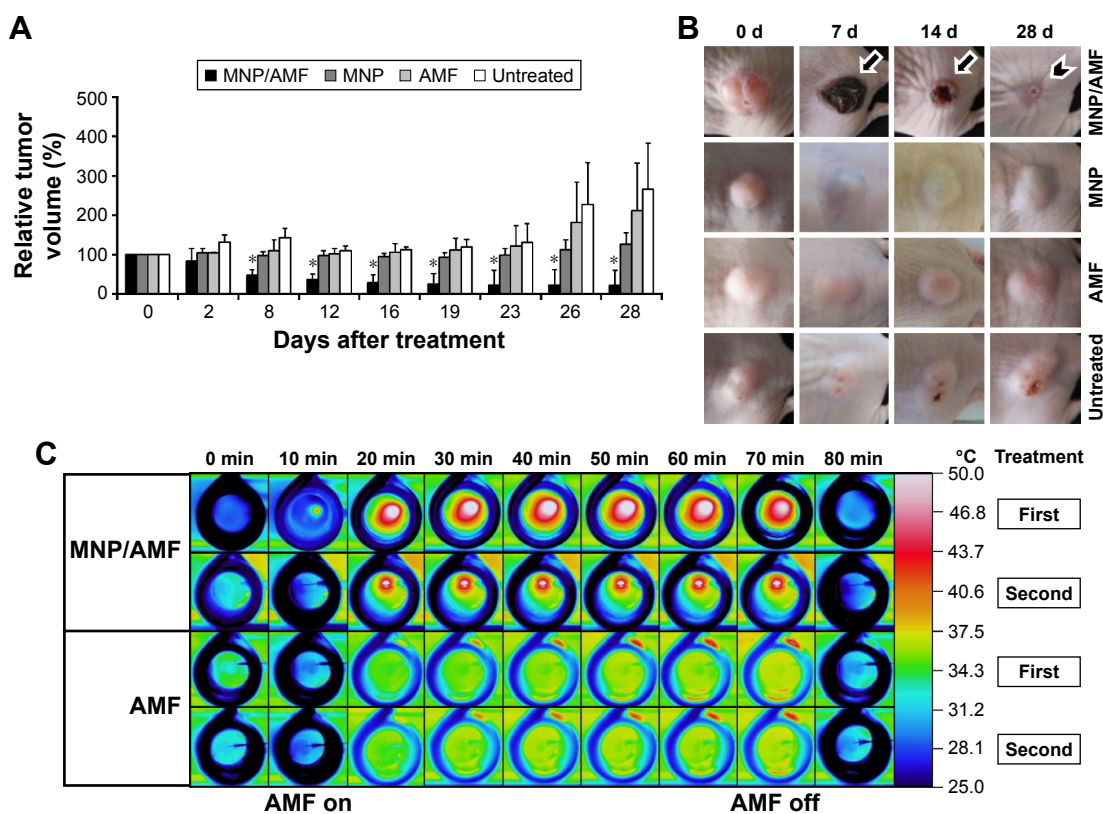 A
MNP/AMF MNP AMF Untreated
500
400
300
200
100
0
Relative tumor
volume (%)
* * * * * * *
0 2 8 12 16 19 23 26 28
Days after treatment
B
0 d 7 d 14 d 28 d
MNP/AMF
MNP
AMF
Untreated
C
0 min 10 min 20 min 30 min 40 min 50 min 60 min 70 min 80 min °C Treatment
MNP/AMF
AMF
50.0
46.8
43.7
40.6
37.5
34.3
31.2
28.1
25.0
First
Second
First
Second
AMF on AMF off